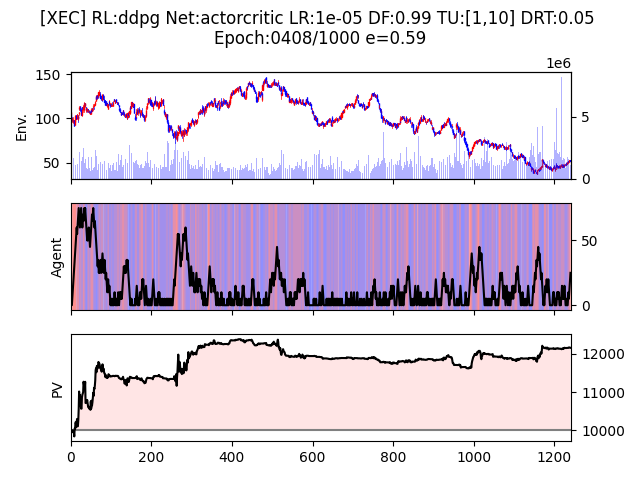 [XEC] RL:ddpg Net:actorcritic LR:1e-05 DF:0.99 TU:[1,10] DRT:0.05
Epoch:0408/1000 e=0.59
1e6
150
100
50
Env.
5
0
Agent
50
0
PV
12000
11000
10000
0
200
400
600
800
1000
1200